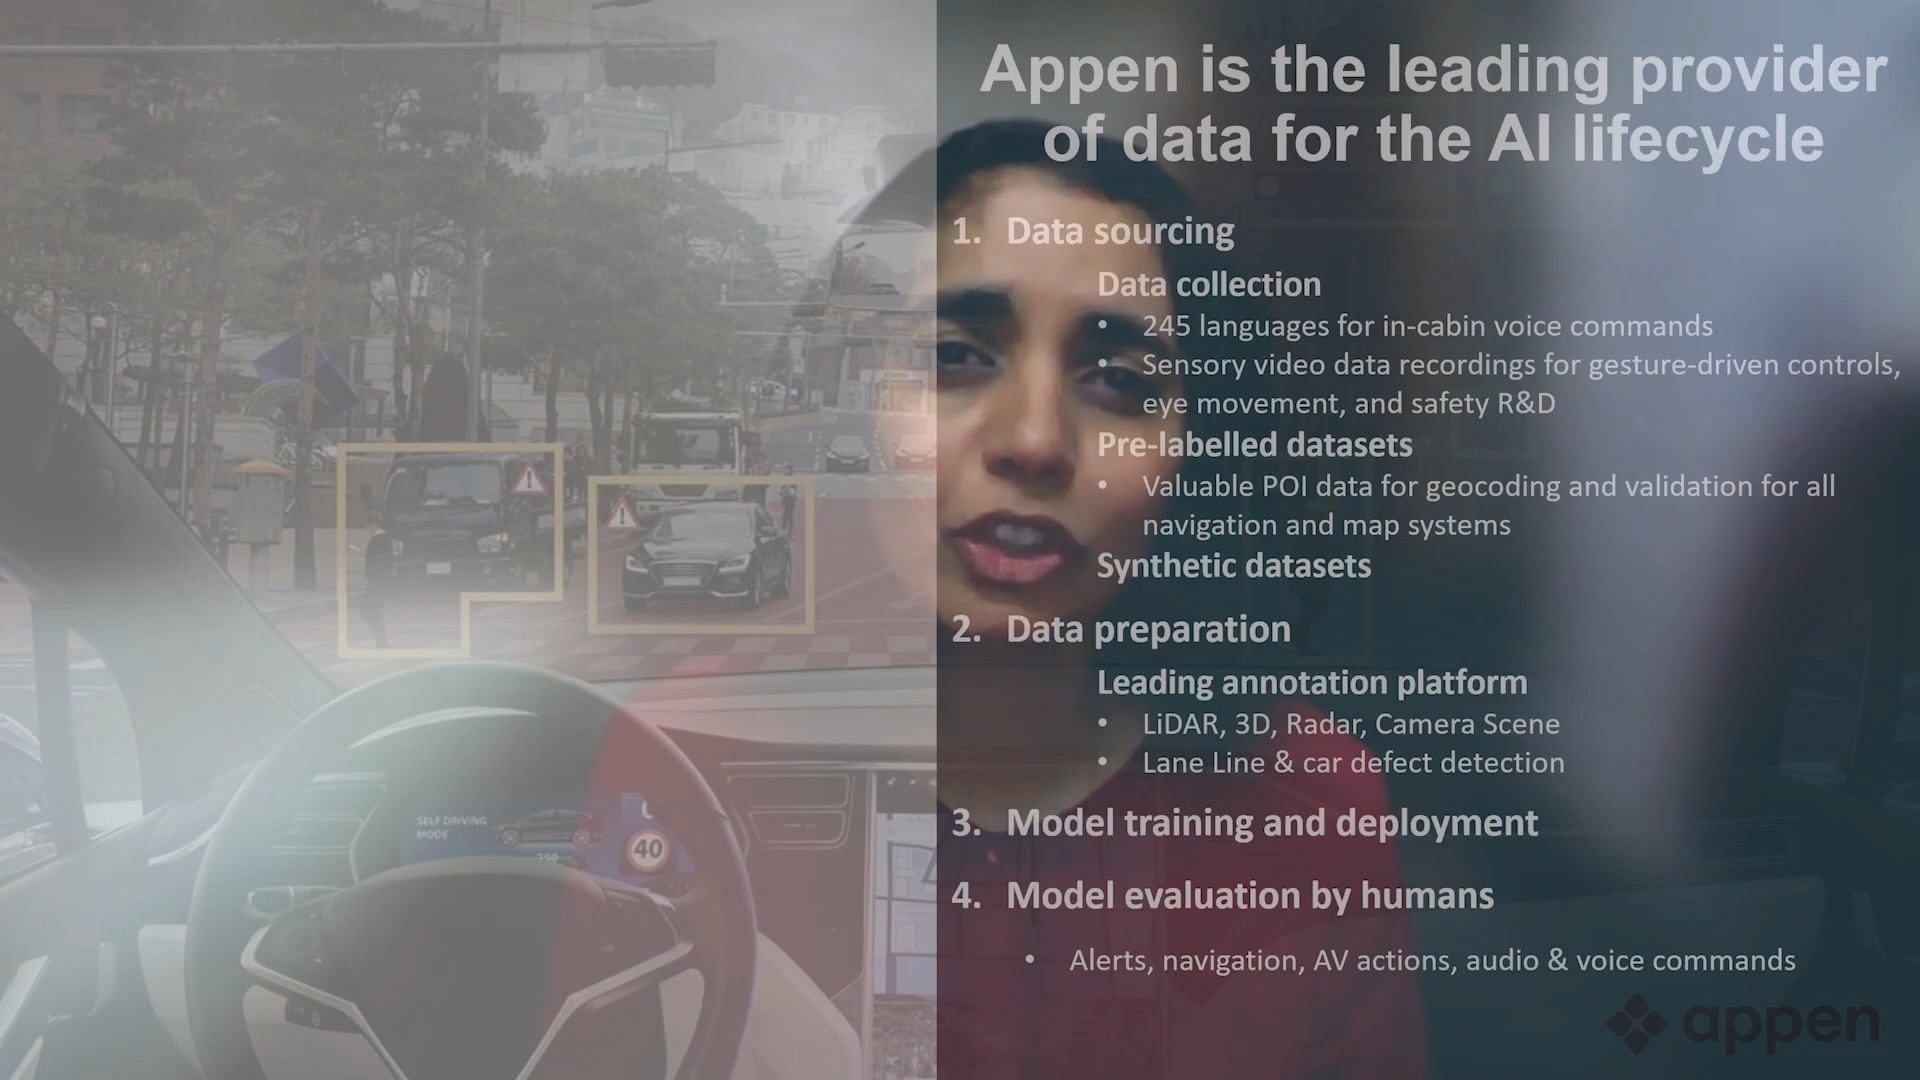 Appen is the leading provider
of data for the AI lifecycle
1. Data sourcing
Data collection
• 245 languages for in-cabin voice commands
• Sensory video data recordings for gesture-driven controls,
eye movement, and safety R&D
Pre-labelled datasets
• Valuable POI data for geocoding and validation for all
navigation and map systems
Synthetic datasets
2. Data preparation
Leading annotation platform
• LiDAR, 3D, Radar, Camera Scene
• Lane Line & car defect detection
3. Model training and deployment
4. Model evaluation by humans
• Alerts, navigation, AV actions, audio & voice commands
appen
SELF DRIVING
MODE
40